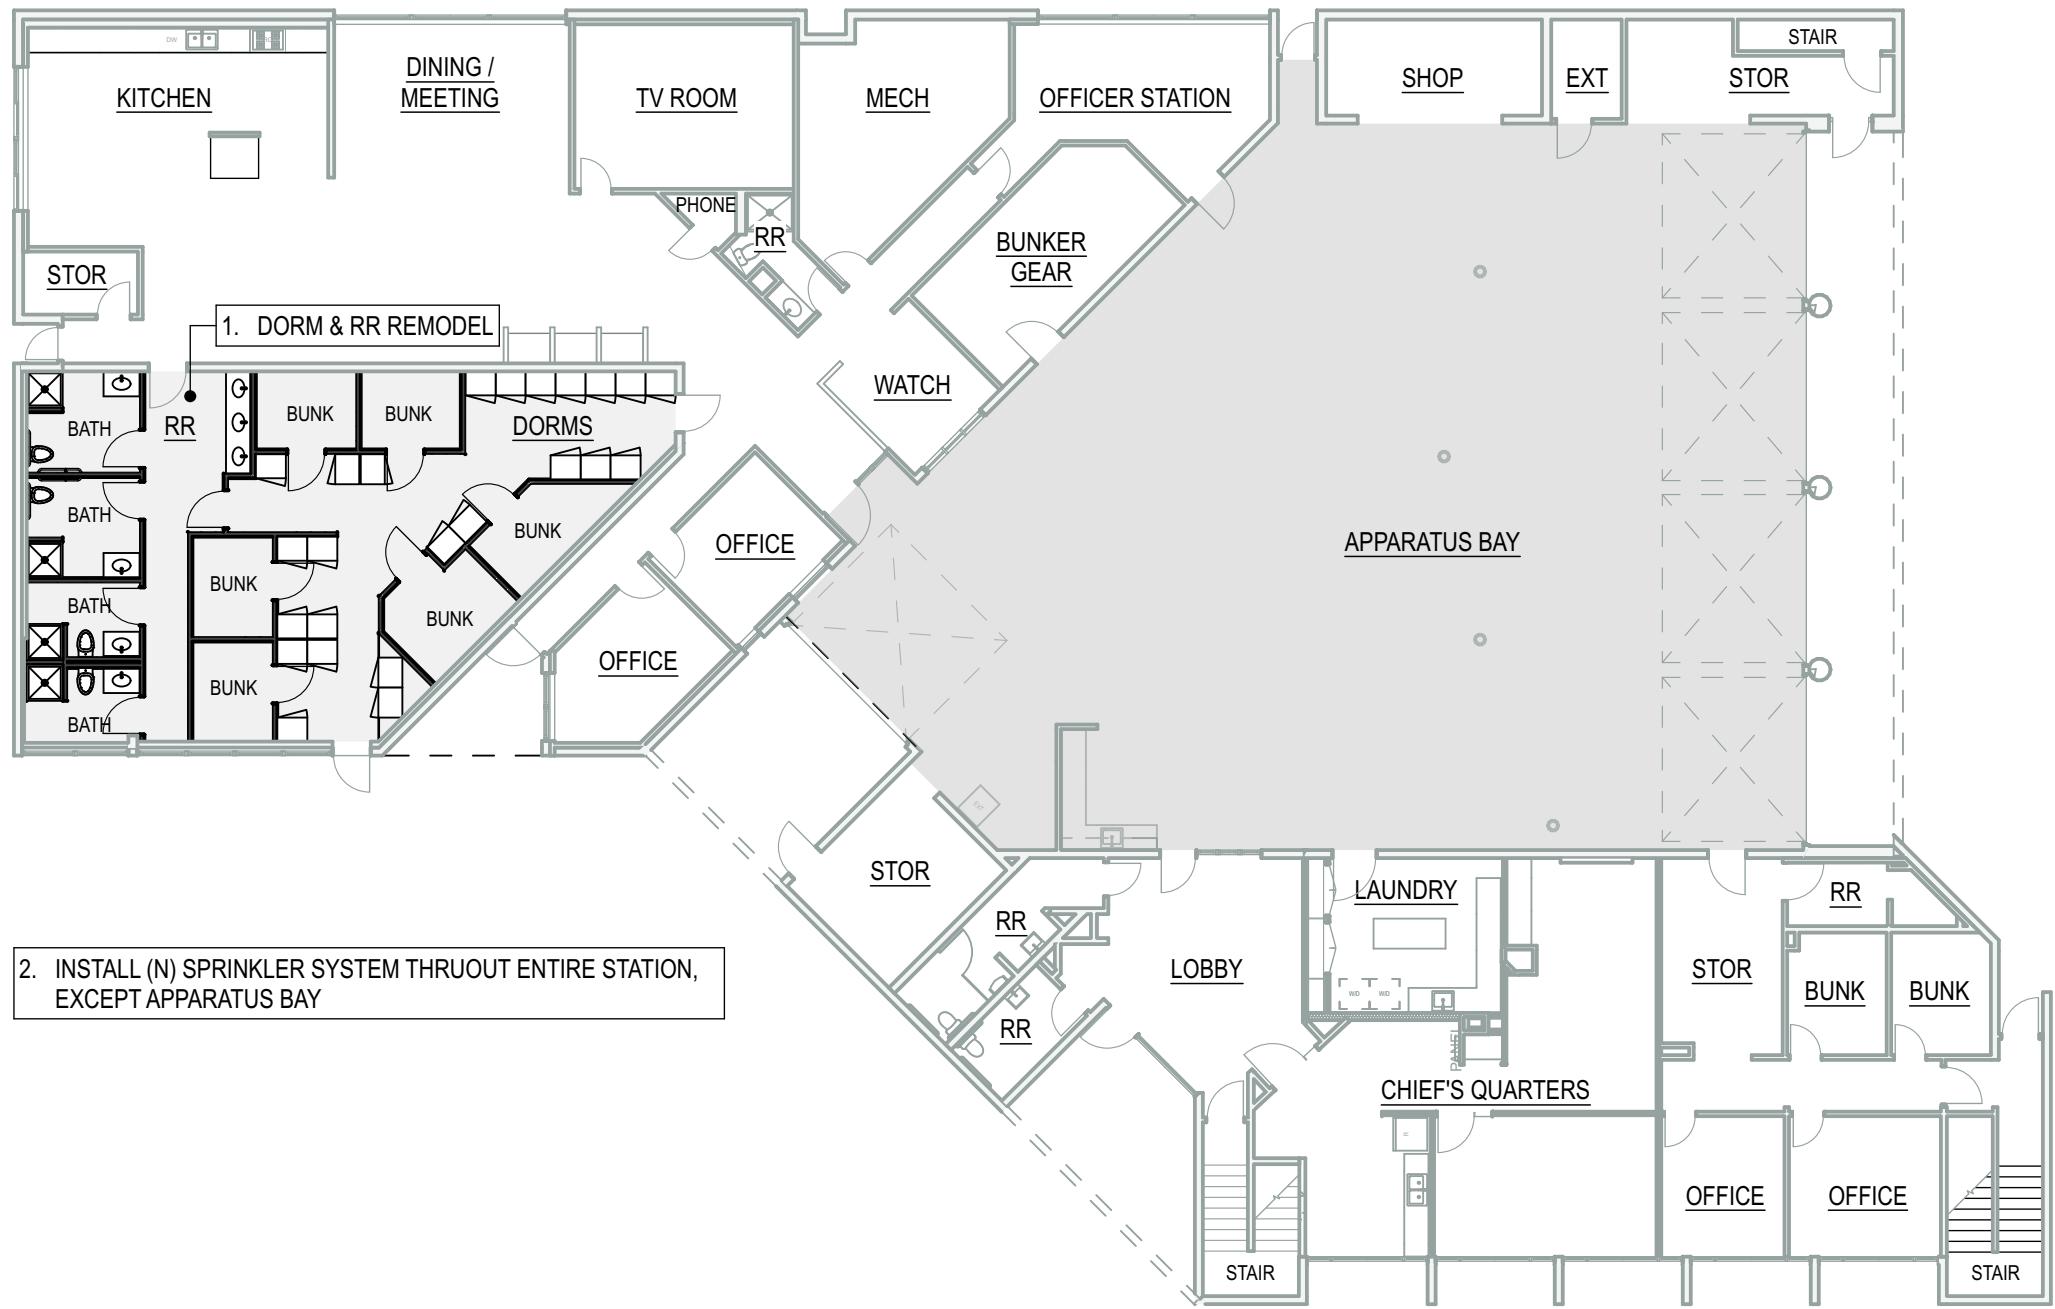 DW
KITCHEN
DINING /
MEETING
TV ROOM
MECH
OFFICER STATION
SHOP
EXT
STOR
STAIR
PHONE
RR
BUNKER
GEAR
STOR
1. DORM & RR REMODEL
WATCH
BATH
RR
BUNK
BUNK
DORMS
BATH
BUNK
OFFICE
APPARATUS BAY
BATH
BUNK
BUNK
OFFICE
BUNK
BATH
EXT
STOR
LAUNDRY
RR
RR
LOBBY
STOR
BUNK
BUNK
W/D
W/D
2. INSTALL (N) SPRINKLER SYSTEM THRUOUT ENTIRE STATION,
EXCEPT APPARATUS BAY
RR
PANEL
CHIEF'S QUARTERS
OFFICE
OFFICE
STAIR
STAIR